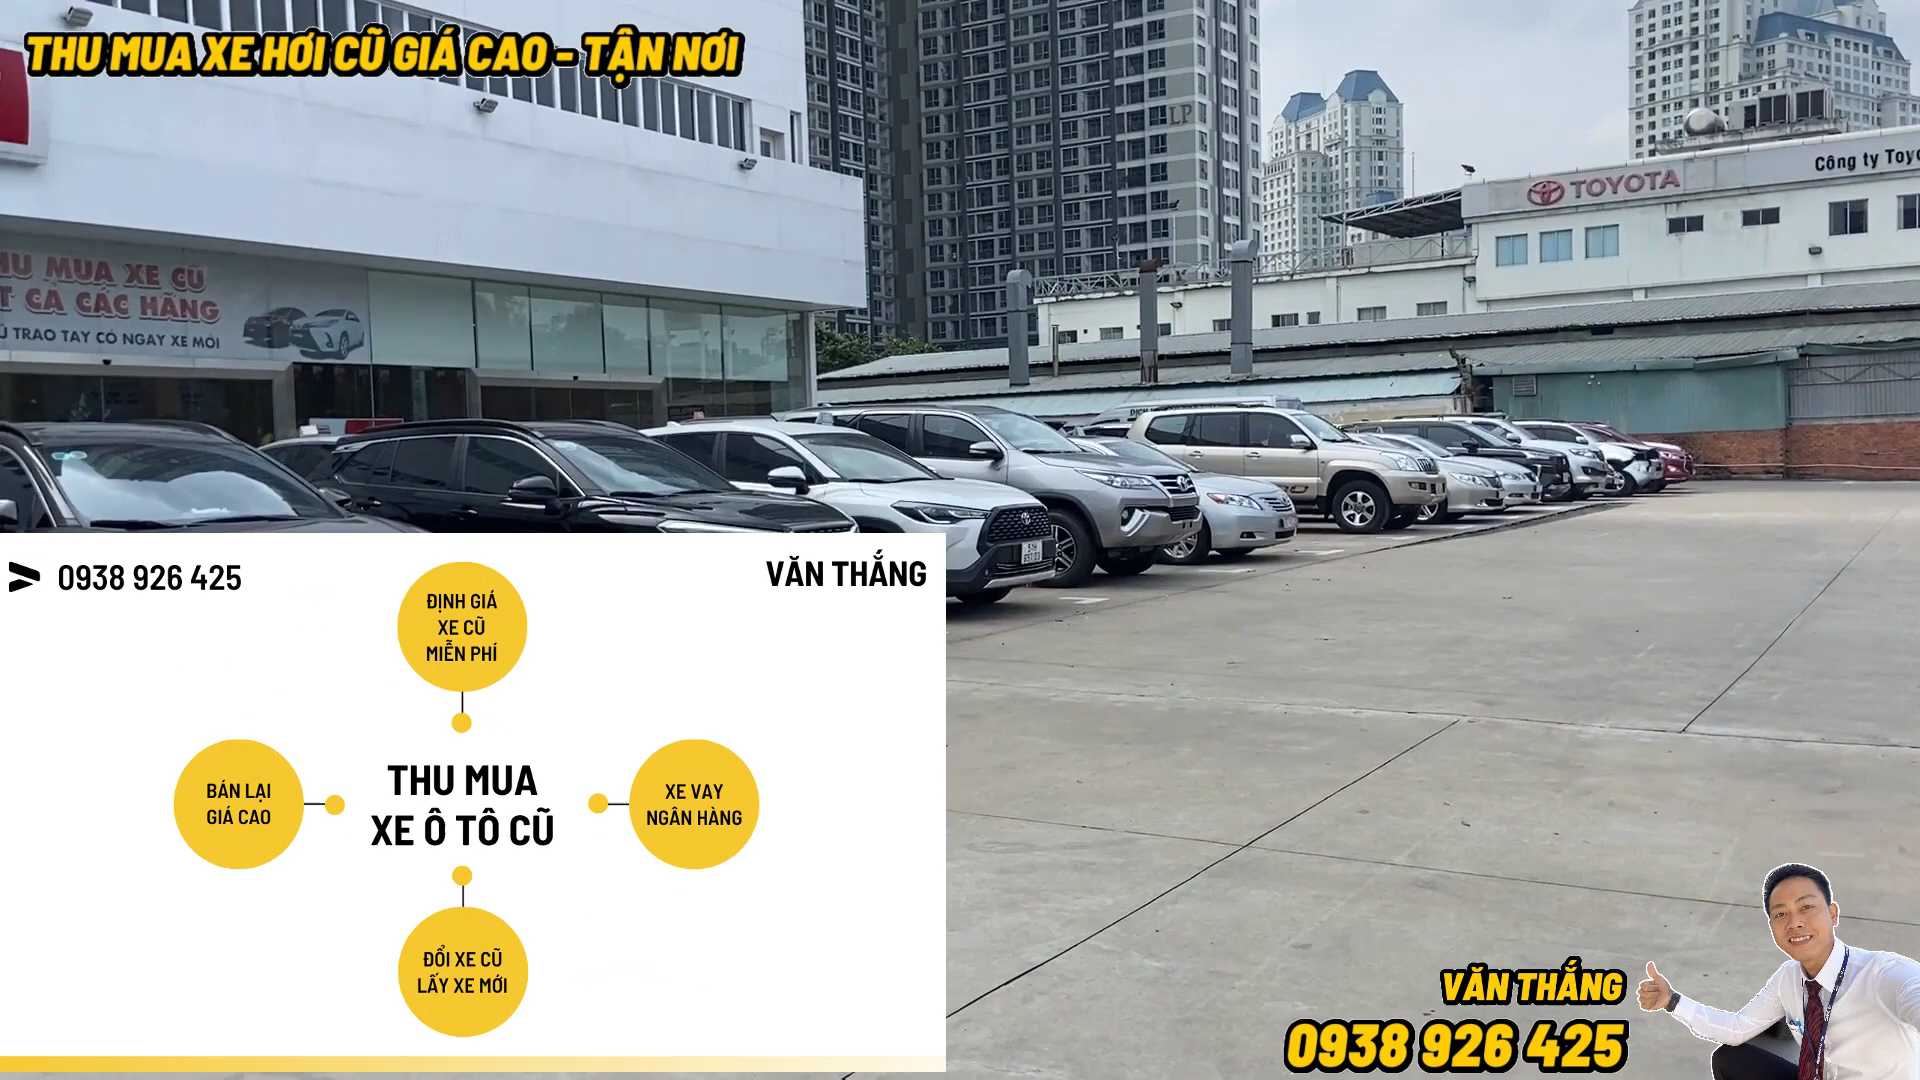 THU MUA XE HƠI CŨ GIÁ CAO - TẬN NƠI
LP
TOYOTA
Công ty
HU MUA XE CŨ
T CẢ CÁC HÃNG
Ũ TRAO TAY CÓ NGAY XE MỚI
0938 926 425
VĂN THẮNG
ĐỊNH GIÁ
XE CŨ
MIỄN PHÍ
BÁN LẠI
GIÁ CAO
THU MUA
XE Ô TÔ CŨ
XE VAY
NGÂN HÀNG
ĐỔI XE CŨ
LẤY XE MỚI
VĂN THẮNG
0938 926 425